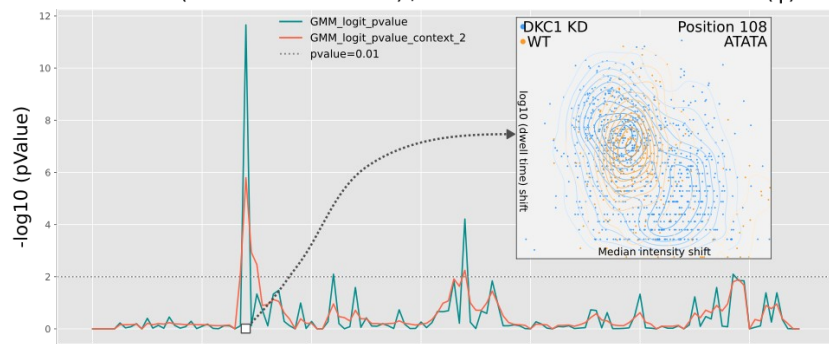 GMM_logit_pvalue
GMM_logit_pvalue_context_2
pvalue=0.01
DKC1 KD
WT
Position 108
ATATA
log10 (dwell time) shift
Median intensity shift
-log10 (pValue)
12
10
8
6
4
2
0